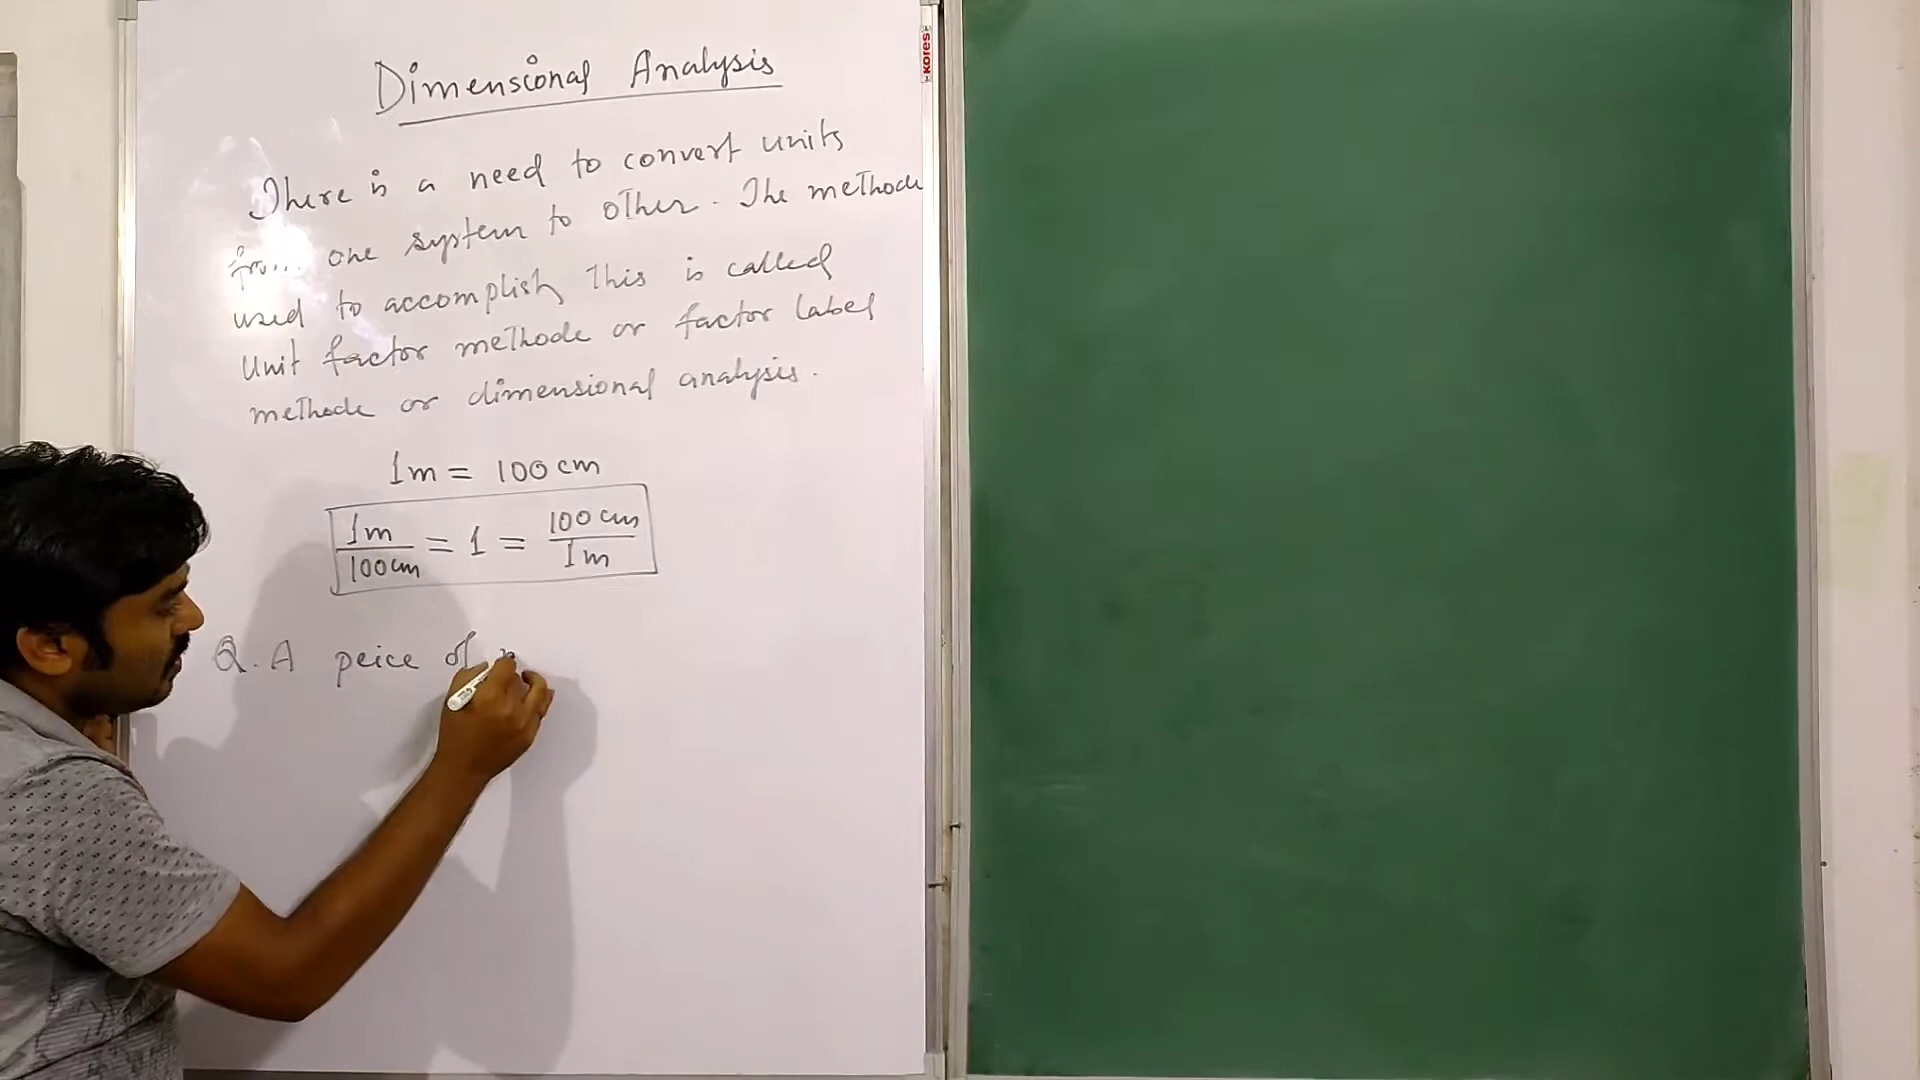 Dimensional Analysis
KORES
There is a need to convert units
from one system to other. The methode
used to accomplish this is called
Unit factor methode or factor label
methode or dimensional analysis.
1m = 100 cm
1m/100cm = 1 = 100 cm/1m
Q. A peice of